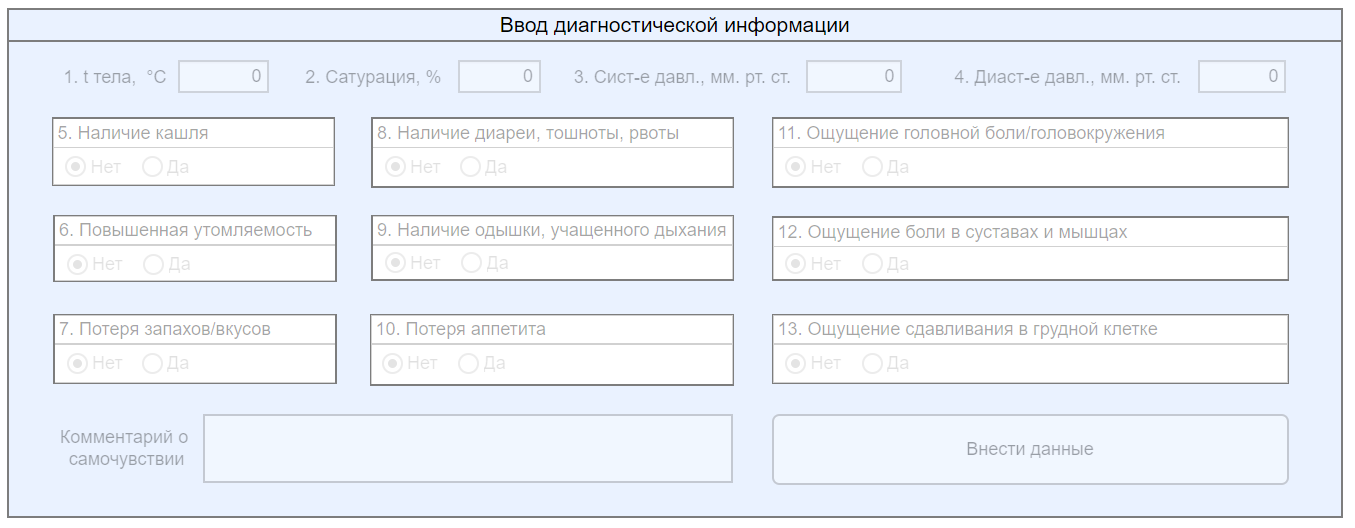 Ввод диагностической информации
1. t тела, °C 0 2. Сатурация, % 0 3. Сист-е давл., мм. рт. ст. 0 4. Диаст-е давл., мм. рт. ст. 0
5. Наличие кашля
Нет Да
8. Наличие диареи, тошноты, рвоты
Нет Да
11. Ощущение головной боли/головокружения
Нет Да
6. Повышенная утомляемость
Нет Да
9. Наличие одышки, учащенного дыхания
Нет Да
12. Ощущение боли в суставах и мышцах
Нет Да
7. Потеря запахов/вкусов
Нет Да
10. Потеря аппетита
Нет Да
13. Ощущение сдавливания в грудной клетке
Нет Да
Комментарий о
самочувствии
Внести данные